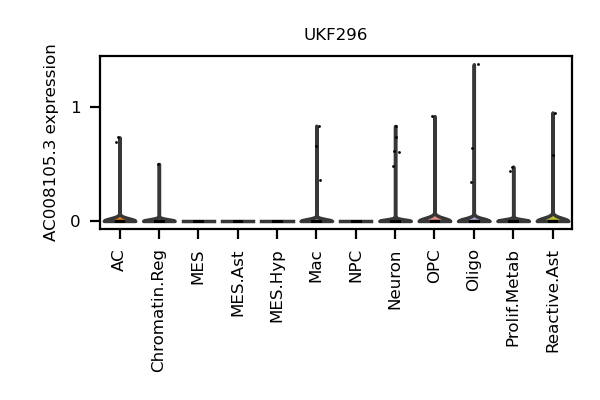 UKF296
AC008105.3 expression
1
0
AC
Chromatin.Reg
MES
MES.Ast
MES.Hyp
Mac
NPC
Neuron
OPC
Oligo
Prolif.Metab
Reactive.Ast